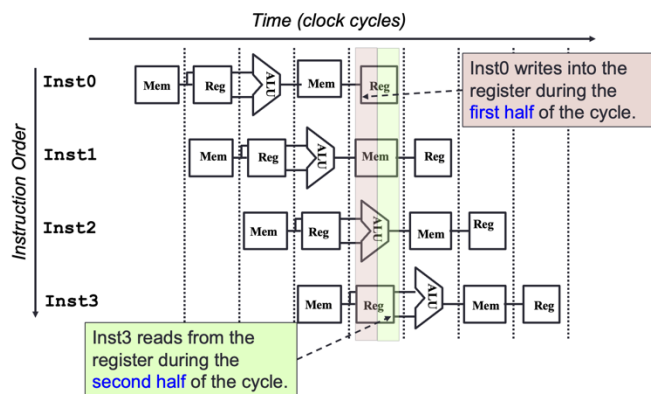 Time (clock cycles)
Instruction Order
Inst0
Mem
Reg
ALU
Mem
Reg
Inst0 writes into the
register during the
first half of the cycle.
Inst1
Mem
Reg
ALU
Mem
Reg
Inst2
Mem
Reg
ALU
Mem
Reg
Inst3
Mem
Reg
ALU
Mem
Reg
Inst3 reads from the
register during the
second half of the cycle.